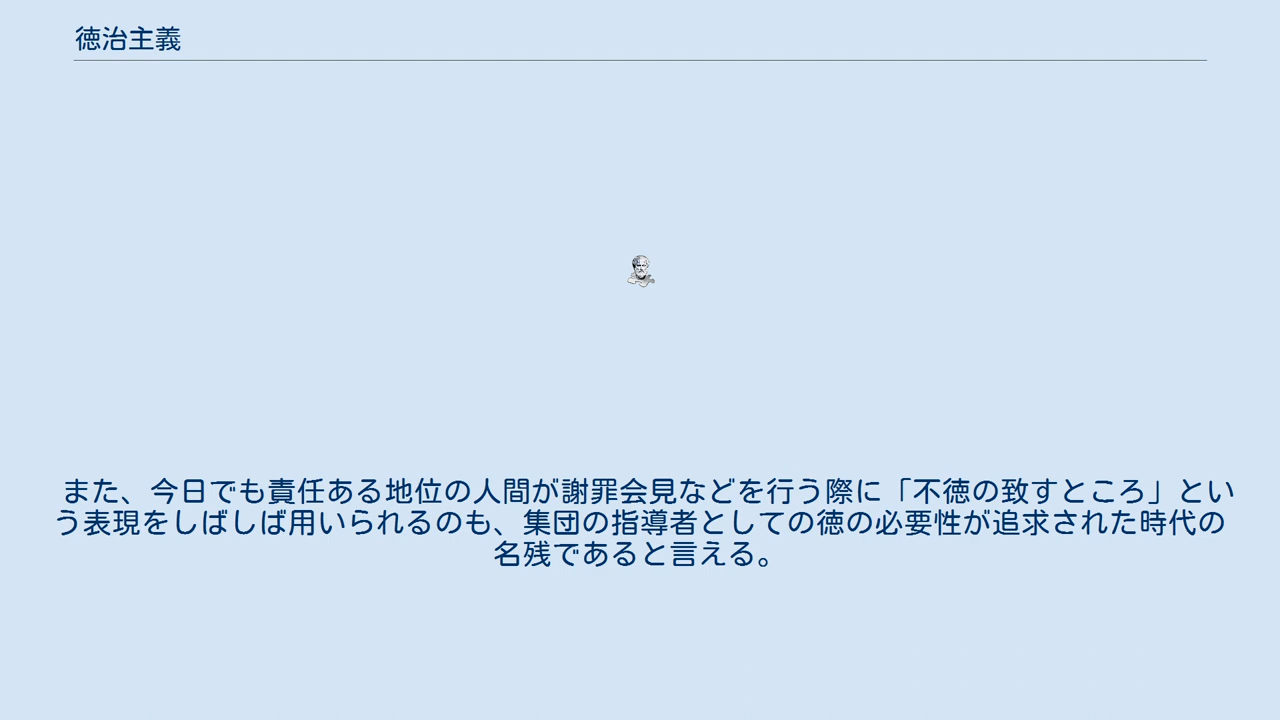 徳治主義
また、今日でも責任ある地位の人間が謝罪会見などを行う際に「不徳の致すところ」とい
う表現をしばしば用いられるのも、集団の指導者としての徳の必要性が追求された時代の
名残であると言える。